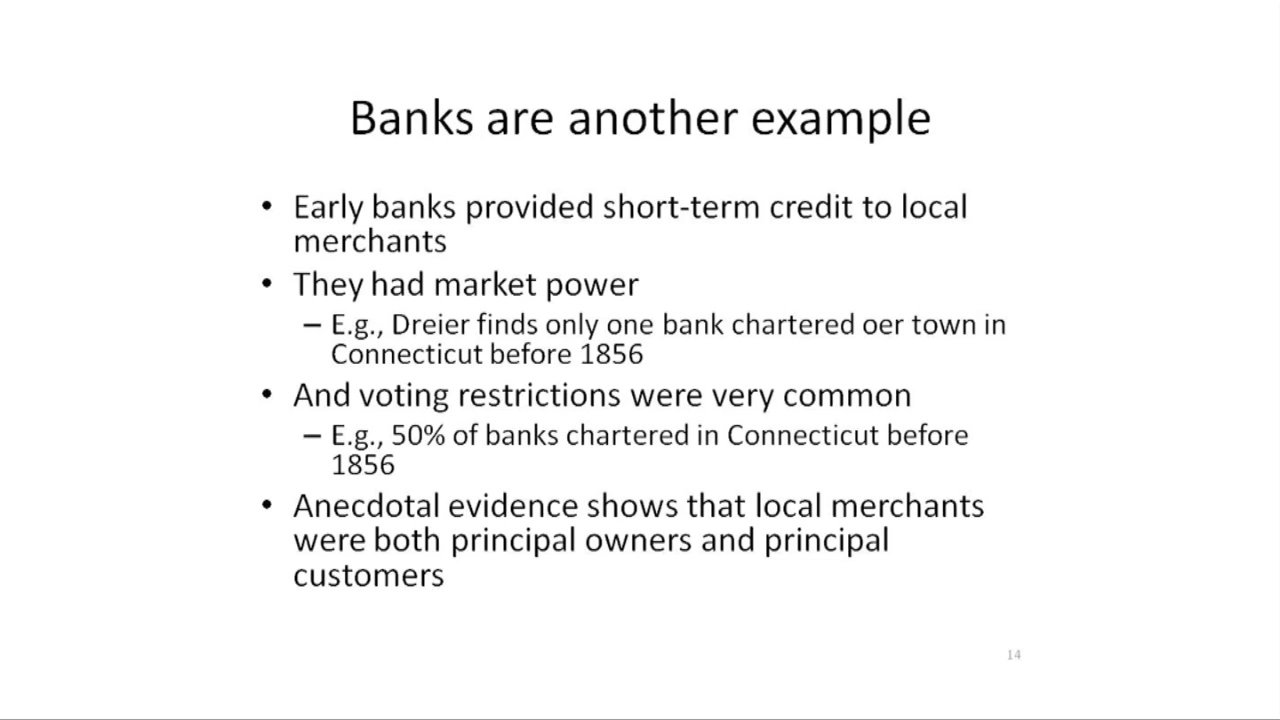 Banks are another example
• Early banks provided short-term credit to local
merchants
• They had market power
– E.g., Dreier finds only one bank chartered oer town in
Connecticut before 1856
• And voting restrictions were very common
– E.g., 50% of banks chartered in Connecticut before
1856
• Anecdotal evidence shows that local merchants
were both principal owners and principal
customers
14